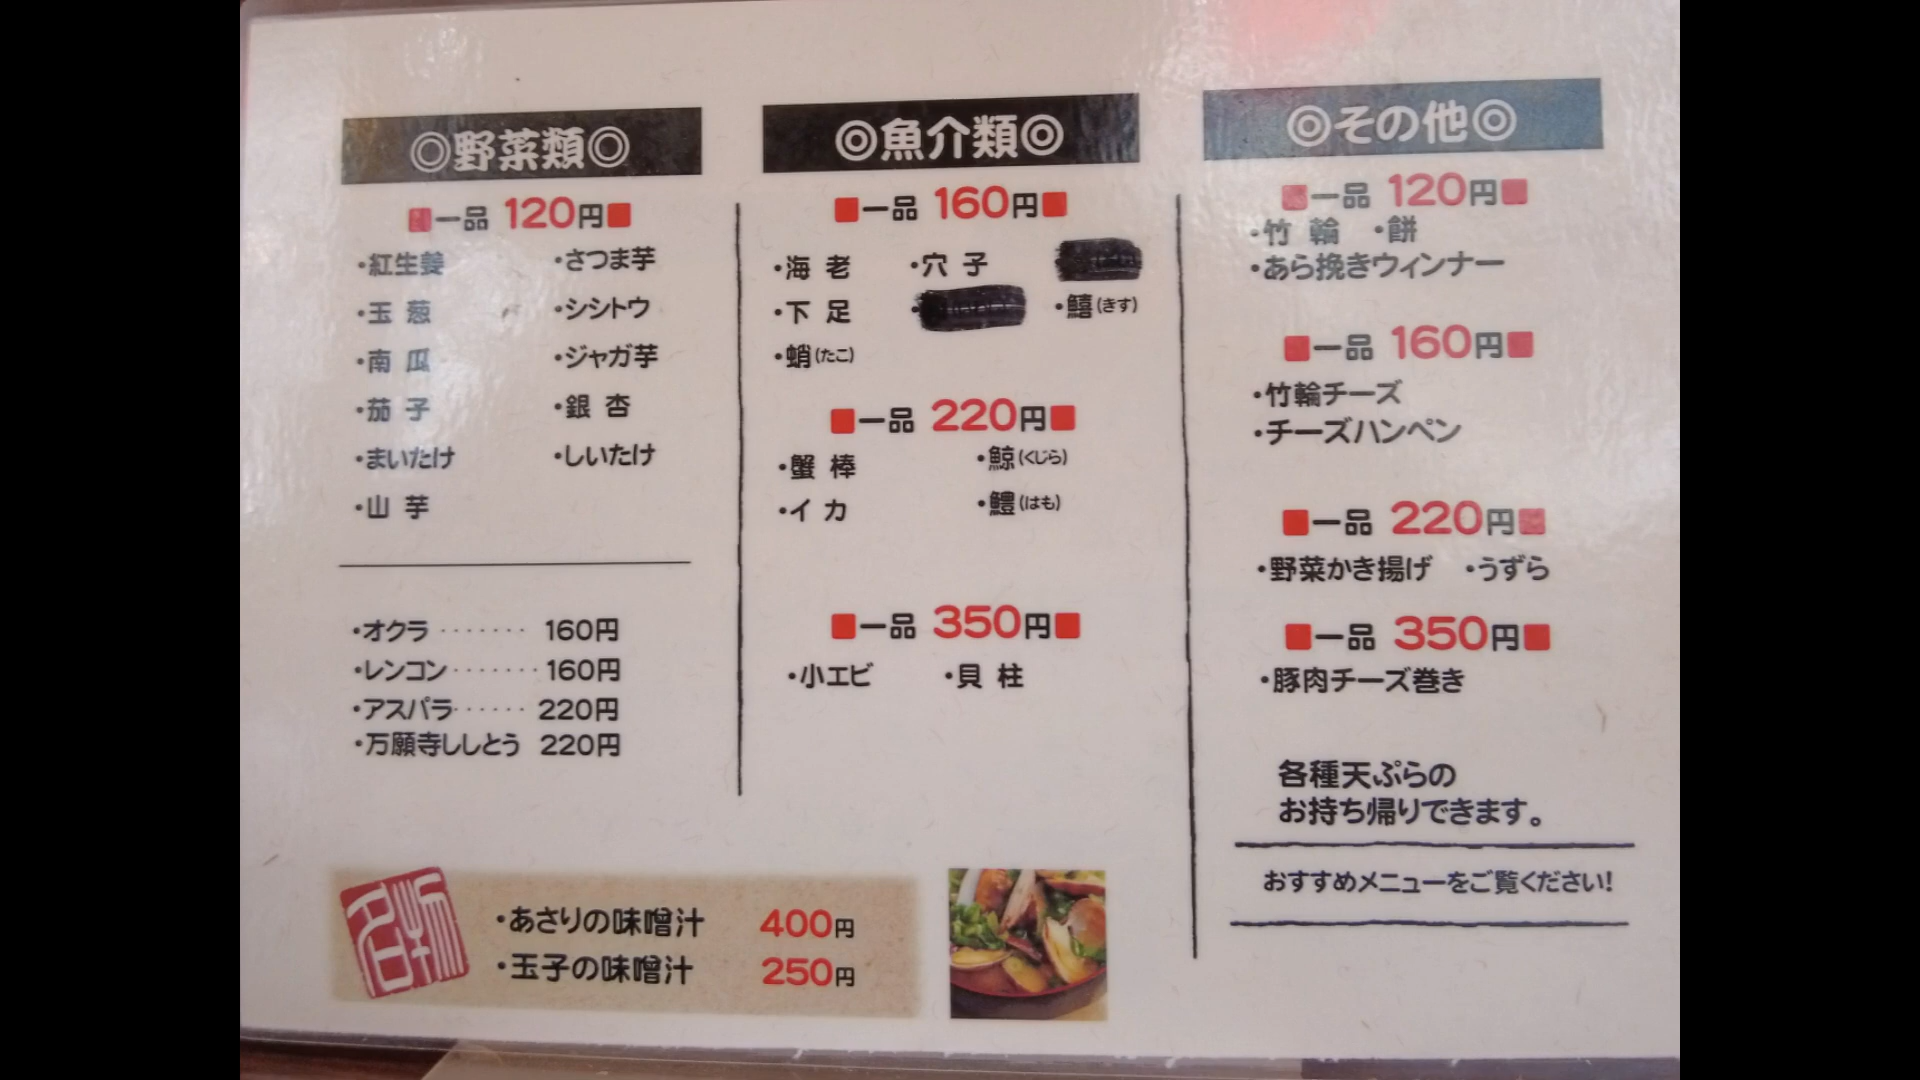 ◎野菜類◎
■一品 120円■
・紅生姜 ・さつま芋
・玉 葱 ・シシトウ
・南 瓜 ・ジャガ芋
・茄 子 ・銀 杏
・まいたけ ・しいたけ
・山 芋
・オクラ ······· 160円
・レンコン ······· 160円
・アスパラ ······ 220円
・万願寺ししとう 220円
◎魚介類◎
■一品 160円■
・海 老 ・穴 子
・下 足 ・鱚(きす)
・蛸(たこ)
■一品 220円■
・蟹 棒 ・鯨(くじら)
・イ カ ・鱧(はも)
■一品 350円■
・小エビ ・貝 柱
◎その他◎
■一品 120円■
・竹 輪 ・餅
・あら挽きウィンナー
■一品 160円■
・竹輪チーズ
・チーズハンペン
■一品 220円■
・野菜かき揚げ ・うずら
■一品 350円■
・豚肉チーズ巻き
各種天ぷらの
お持ち帰りできます。
おすすめメニューをご覧ください!
・あさりの味噌汁 400円
・玉子の味噌汁 250円